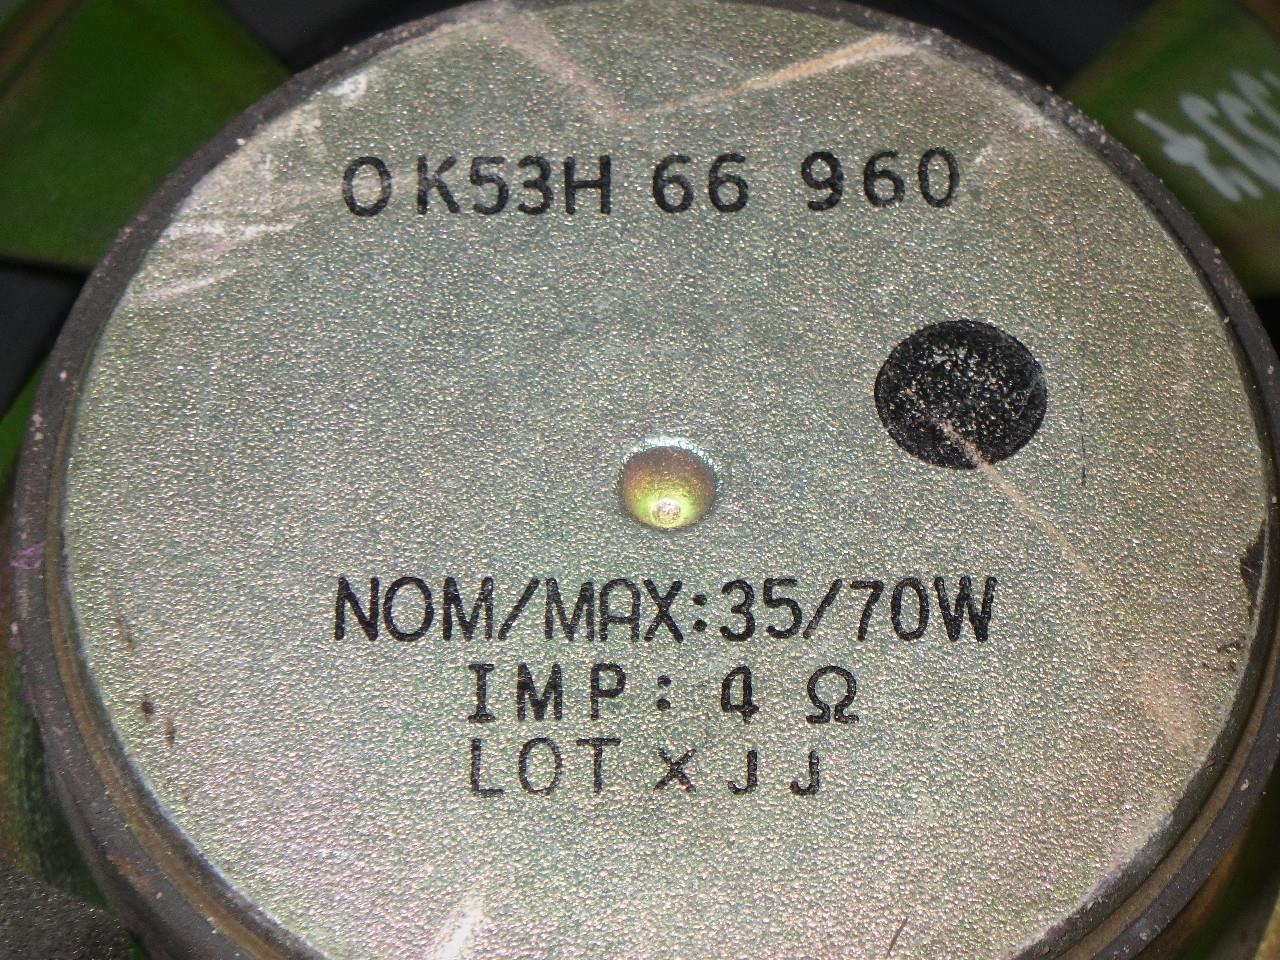 0K53H 66 960
NOM/MAX:35/70W
IMP: 4 Ω
LOT x J J